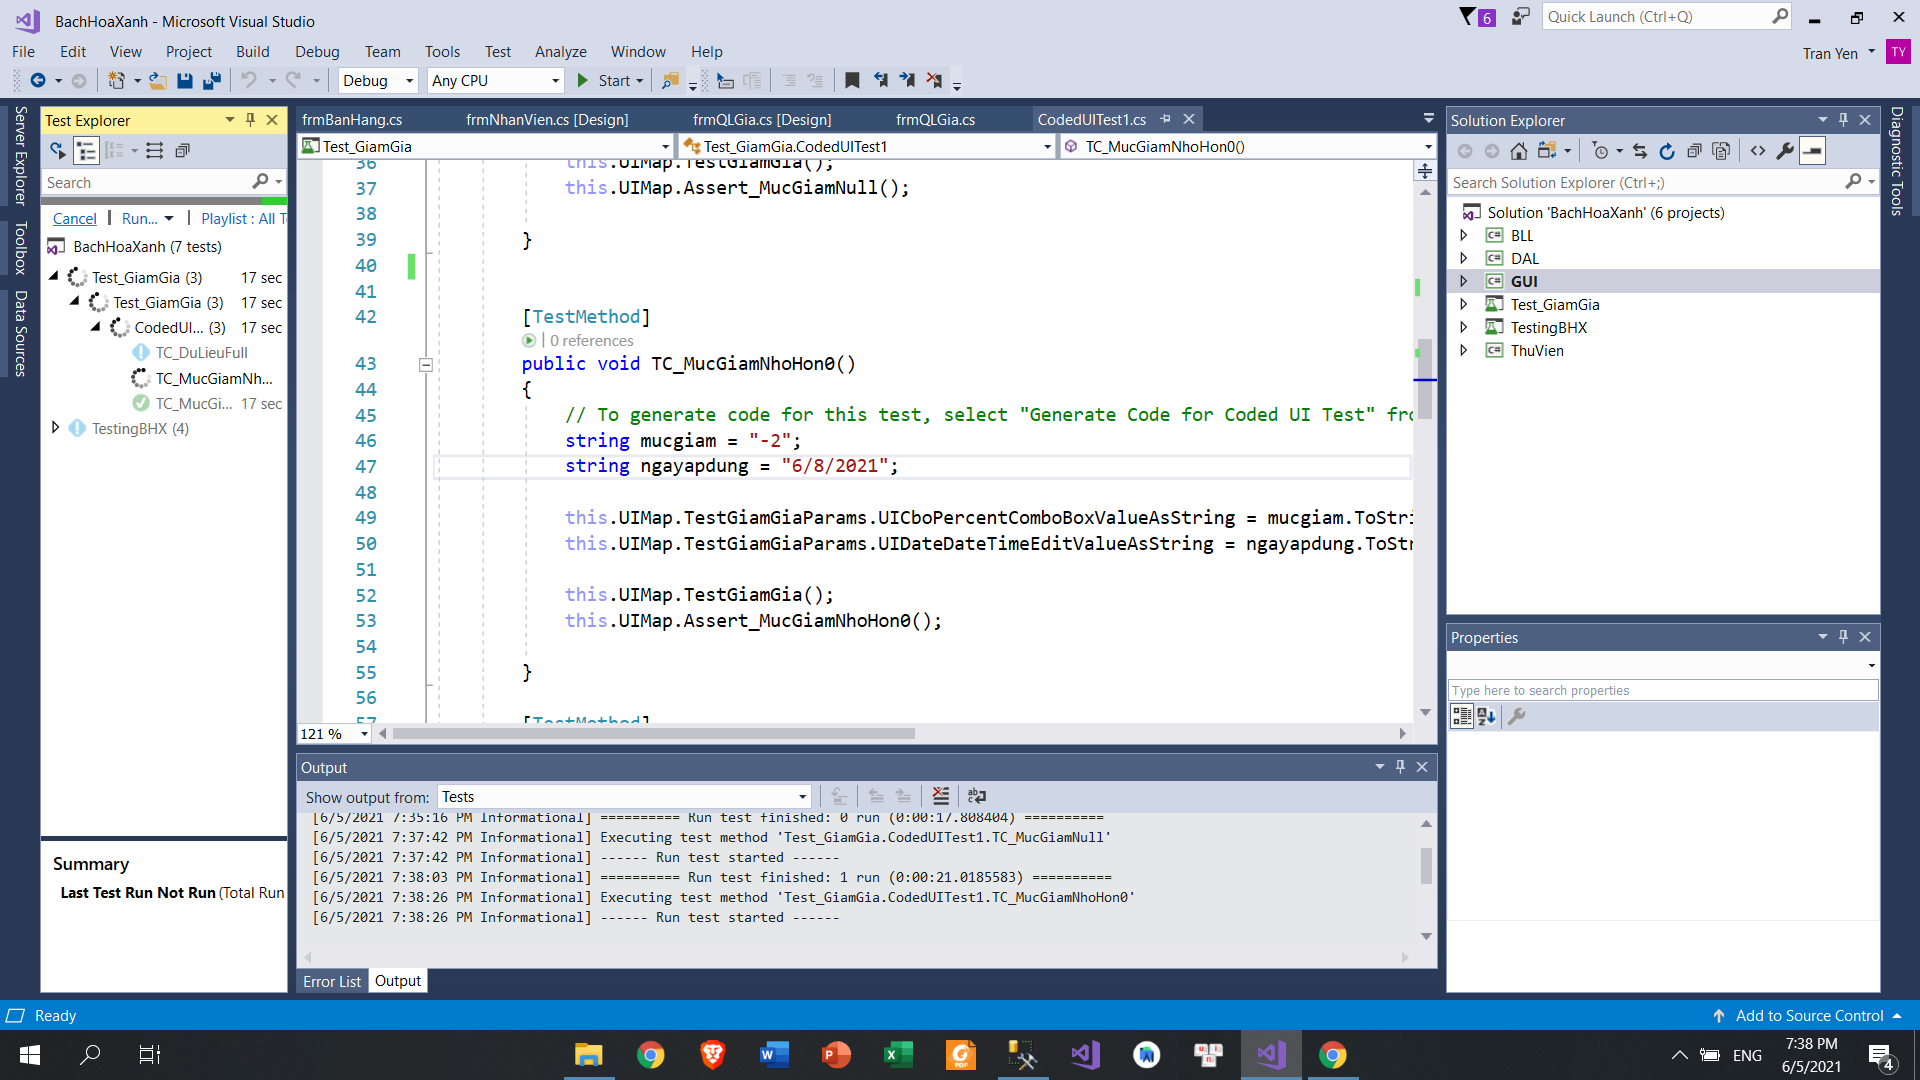 BachHoaXanh - Microsoft Visual Studio
6
Quick Launch (Ctrl+Q)
File Edit View Project Build Debug Team Tools Test Analyze Window Help
Tran Yen
TY
Debug
Any CPU
Start
Server Explorer
Toolbox
Data Sources
Test Explorer
Search
Cancel
Run...
Playlist : All T
BachHoaXanh (7 tests)
Test_GiamGia (3) 17 sec
Test_GiamGia (3) 17 sec
CodedUI... (3) 17 sec
TC_DuLieuFull
TC_MucGiamNh...
TC_MucGi... 17 sec
TestingBHX (4)
Summary
Last Test Run Not Run (Total Run
frmBanHang.cs frmNhanVien.cs [Design] frmQLGia.cs [Design] frmQLGia.cs CodedUITest1.cs
Test_GiamGia Test_GiamGia.CodedUITest1 TC_MucGiamNhoHon0()
36 this.UIMap.TestGiamGia();
37 this.UIMap.Assert_MucGiamNull();
38
39 }
40
41
42 [TestMethod]
0 references
43 public void TC_MucGiamNhoHon0()
44 {
45 // To generate code for this test, select "Generate Code for Coded UI Test" fro
46 string mucgiam = "-2";
47 string ngayapdung = "6/8/2021";
48
49 this.UIMap.TestGiamGiaParams.UICboPercentComboBoxValueAsString = mucgiam.ToStri
50 this.UIMap.TestGiamGiaParams.UIDateDateTimeEditValueAsString = ngayapdung.ToStr
51
52 this.UIMap.TestGiamGia();
53 this.UIMap.Assert_MucGiamNhoHon0();
54
55 }
56
57 [TestMethod]
121 %
Output
Show output from: Tests
[6/5/2021 7:35:16 PM Informational] ========== Run test finished: 0 run (0:00:17.808404) ==========
[6/5/2021 7:37:42 PM Informational] Executing test method 'Test_GiamGia.CodedUITest1.TC_MucGiamNull'
[6/5/2021 7:37:42 PM Informational] ------ Run test started ------
[6/5/2021 7:38:03 PM Informational] ========== Run test finished: 1 run (0:00:21.0185583) ==========
[6/5/2021 7:38:26 PM Informational] Executing test method 'Test_GiamGia.CodedUITest1.TC_MucGiamNhoHon0'
[6/5/2021 7:38:26 PM Informational] ------ Run test started ------
Error List Output
Solution Explorer
Search Solution Explorer (Ctrl+;)
Solution 'BachHoaXanh' (6 projects)
BLL
DAL
GUI
Test_GiamGia
TestingBHX
ThuVien
Properties
Type here to search properties
Diagnostic Tools
Ready
Add to Source Control
ENG
7:38 PM
6/5/2021
4